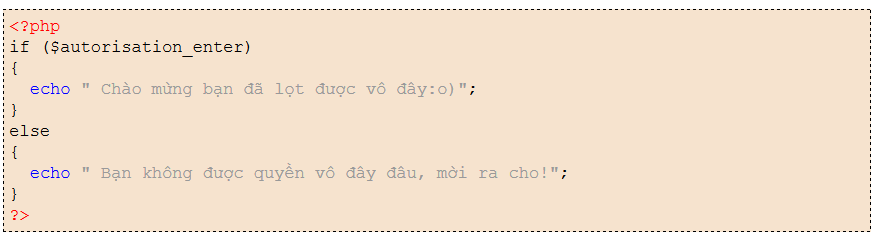 <?php
if ($autorisation_enter)
{
  echo " Chào mừng bạn đã lọt được vô đây:o)";
}
else
{
  echo " Bạn không được quyền vô đây đâu, mời ra cho!";
}
?>